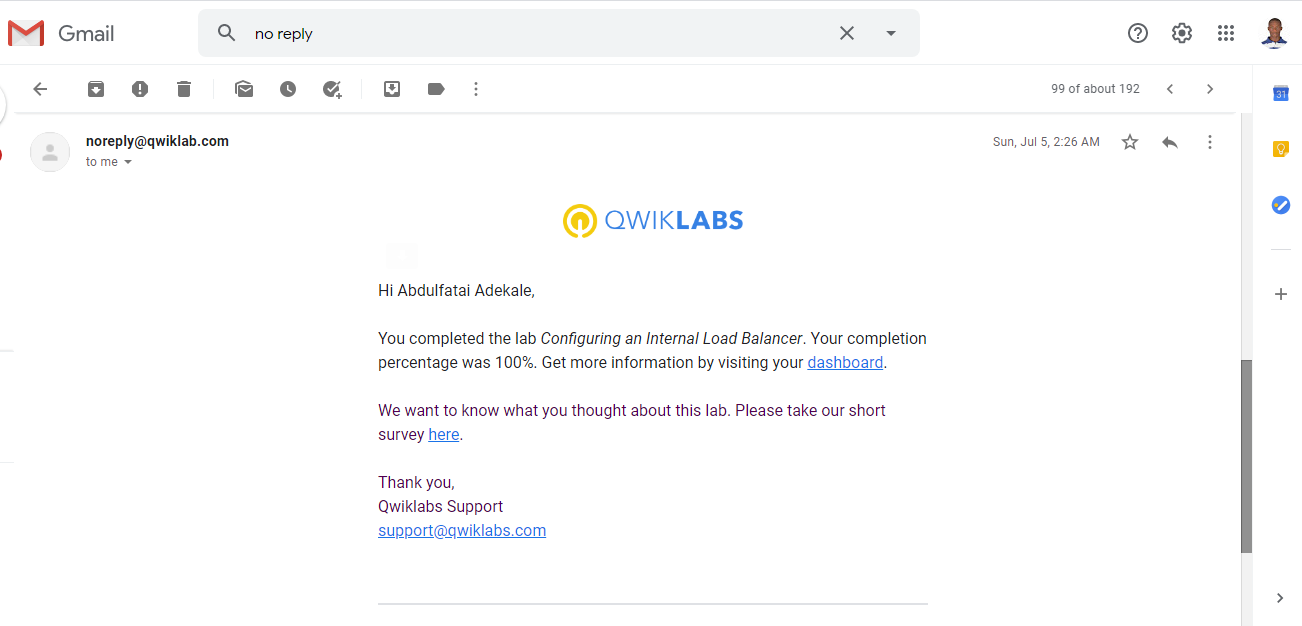 Gmail
no reply
99 of about 192
31
noreply@qwiklab.com
Sun, Jul 5, 2:26 AM
to me
QWIKLABS
Hi Abdulfatai Adekale,
You completed the lab Configuring an Internal Load Balancer. Your completion
percentage was 100%. Get more information by visiting your dashboard.
We want to know what you thought about this lab. Please take our short
survey here.
Thank you,
Qwiklabs Support
support@qwiklabs.com